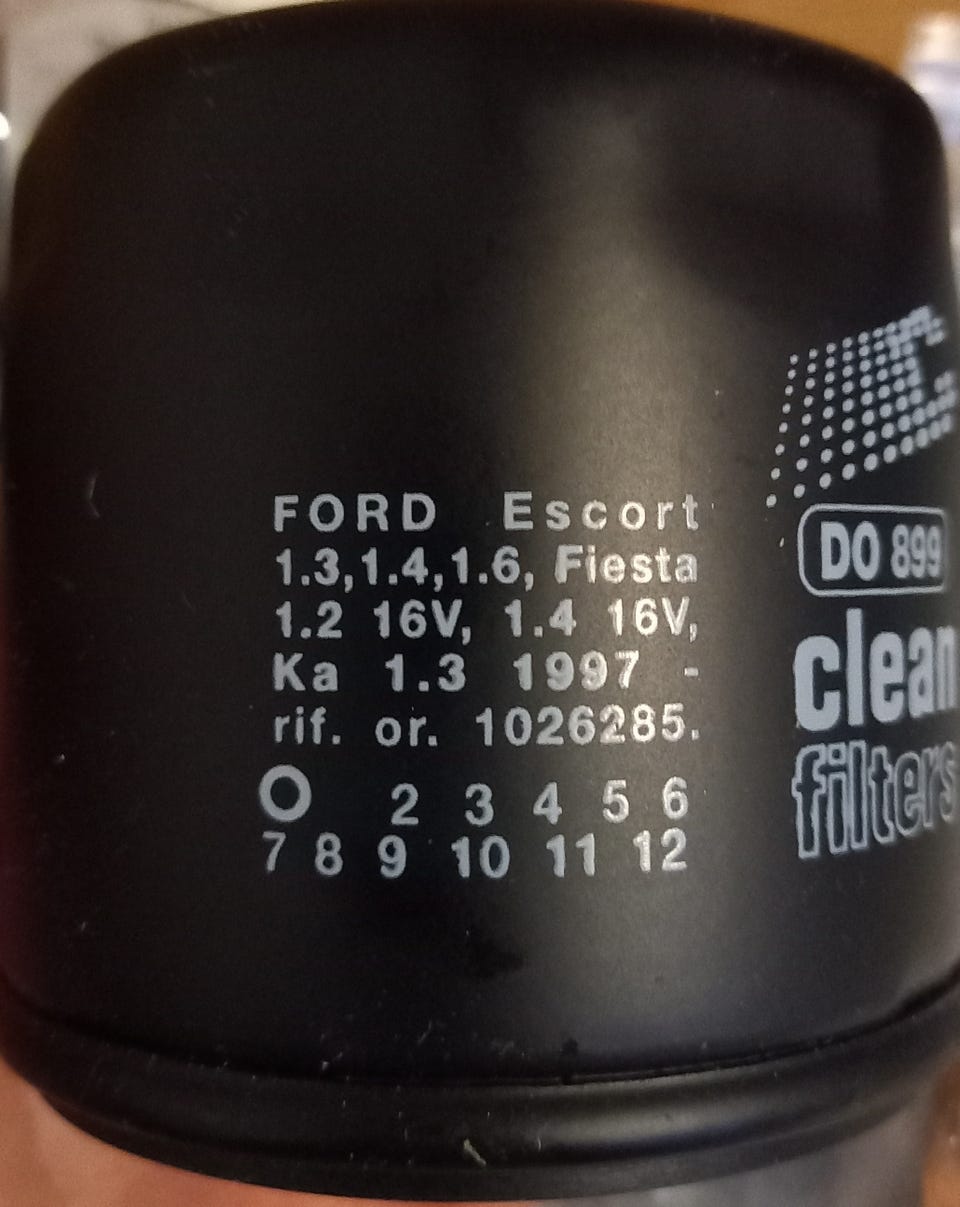 FORD Escort
1.3,1.4,1.6, Fiesta
1.2 16V, 1.4 16V,
Ka 1.3 1997 -
rif. or. 1026285.
O 2 3 4 5 6
7 8 9 10 11 12
DO 899
clean
filters